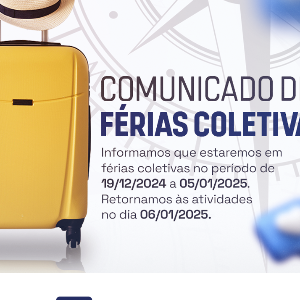 COMUNICADO D
FÉRIAS COLETIVA
Informamos que estaremos em
férias coletivas no período de
19/12/2024 a 05/01/2025.
Retornamos às atividades
no dia 06/01/2025.